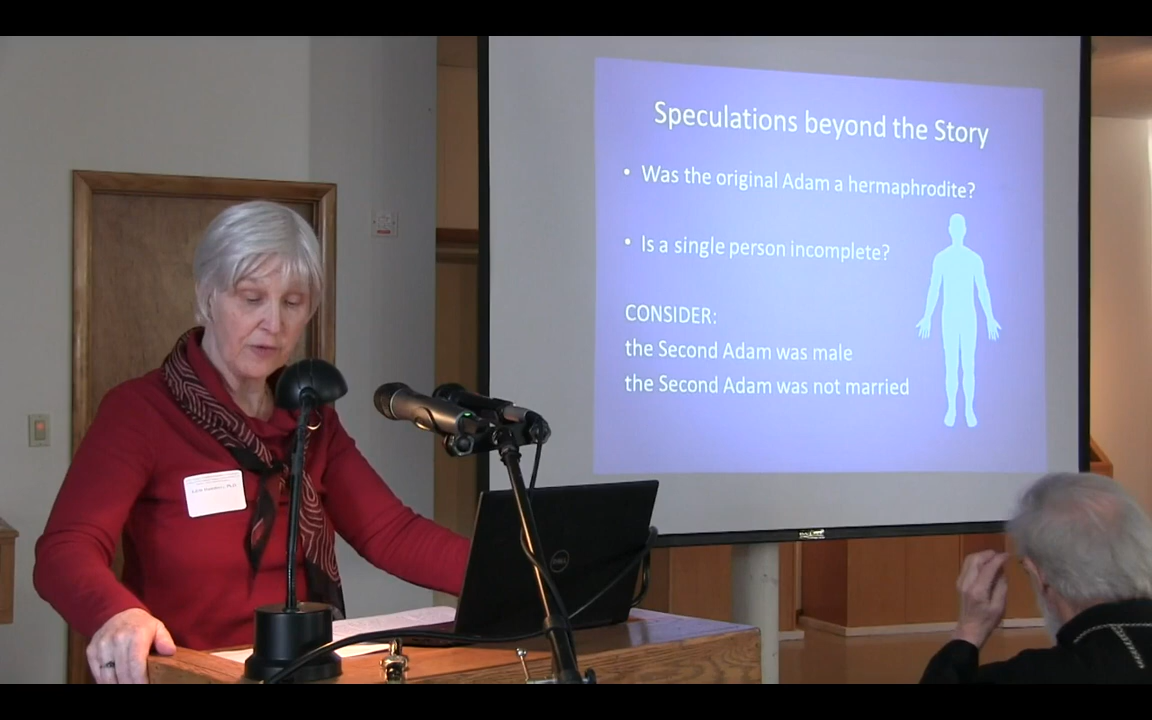 Speculations beyond the Story
• Was the original Adam a hermaphrodite?
• Is a single person incomplete?
CONSIDER:
the Second Adam was male
the Second Adam was not married
DELL